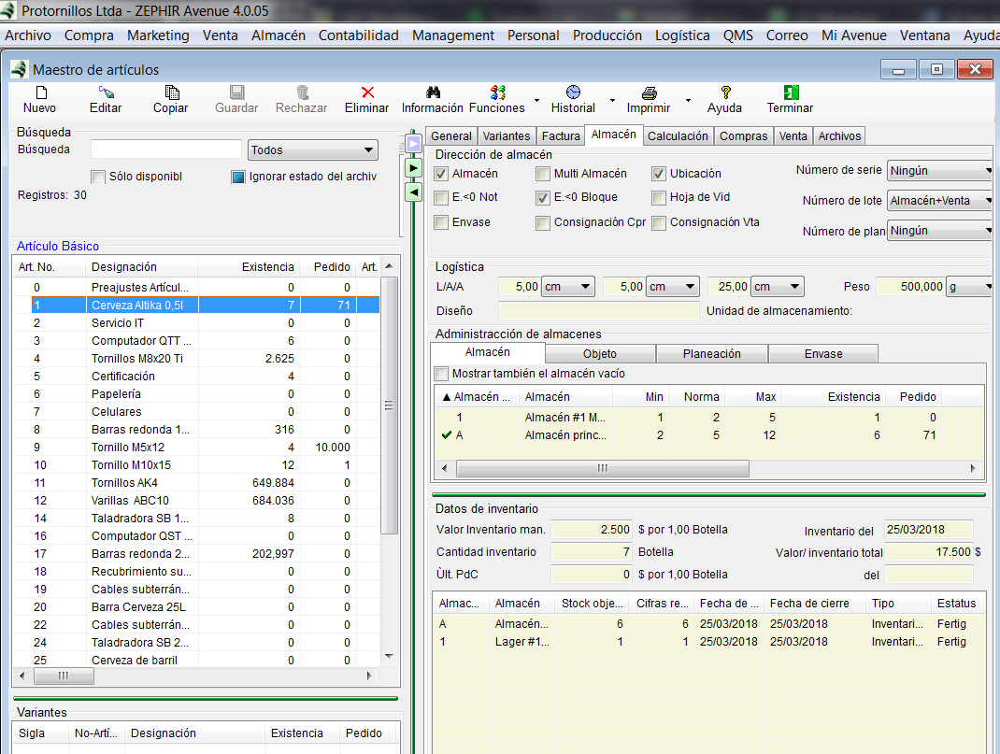 Protornillos Ltda - ZEPHIR Avenue 4.0.05
Archivo Compra Marketing Venta Almacén Contabilidad Management Personal Producción Logística QMS Correo Mi Avenue Ventana Ayuda
Maestro de artículos
Nuevo Editar Copiar Guardar Rechazar Eliminar Información Funciones Historial Imprimir Ayuda Terminar
Búsqueda
Búsqueda Todos
Sólo disponibl Ignorar estado del archiv
Registros: 30
Artículo Básico
Art. No. Designación Existencia Pedido Art.
0 Preajustes Artícul... 0 0
1 Cerveza Altika 0,5l 7 71
2 Servicio IT 0 0
3 Computador QTT ... 6 0
4 Tornillos M8x20 Ti 2.625 0
5 Certificación 4 0
6 Papelería 0 0
7 Celulares 0 0
8 Barras redonda 1... 316 0
9 Tornillo M5x12 4 10.000
10 Tornillo M10x15 12 1
11 Tornillos AK4 649.884 0
12 Varillas ABC10 684.036 0
14 Taladradora SB 1... 8 0
16 Computador QST ... 0 0
17 Barras redonda 2... 202,997 0
18 Recubrimiento su... 0 0
19 Cables subterrán... 0 0
20 Barra Cerveza 25L 0 0
22 Cables subterrán... 0 0
24 Taladradora SB 2... 0 0
25 Cerveza de barril 0 0
Variantes
Sigla No-Artí... Designación Existencia Pedido
General Variantes Factura Almacén Calculación Compras Venta Archivos
Dirección de almacén
Almacén Multi Almacén Ubicación Número de serie Ningún
E.<0 Not E.<0 Bloque Hoja de Vid Número de lote Almacén+Venta
Envase Consignación Cpr Consignación Vta Número de plan Ningún
Logística
L/A/A 5,00 cm 5,00 cm 25,00 cm Peso 500,000 g
Diseño Unidad de almacenamiento:
Administracción de almacenes
Almacén Objeto Planeación Envase
Mostrar también el almacén vacío
Almacén ... Almacén Min Norma Max Existencia Pedido
1 Almacén #1 M... 1 2 5 1 0
A Almacén princ... 2 5 12 6 71
Datos de inventario
Valor Inventario man. 2.500 $ por 1,00 Botella Inventario del 25/03/2018
Cantidad inventario 7 Botella Valor/ inventario total 17.500 $
Ùlt. PdC 0 $ por 1,00 Botella del
Almac... Almacén Stock obje... Cifras re... Fecha de ... Fecha de cierre Tipo Estatus
A Almacén... 6 6 25/03/2018 25/03/2018 Inventari... Fertig
1 Lager #1... 1 1 25/03/2018 25/03/2018 Inventari... Fertig